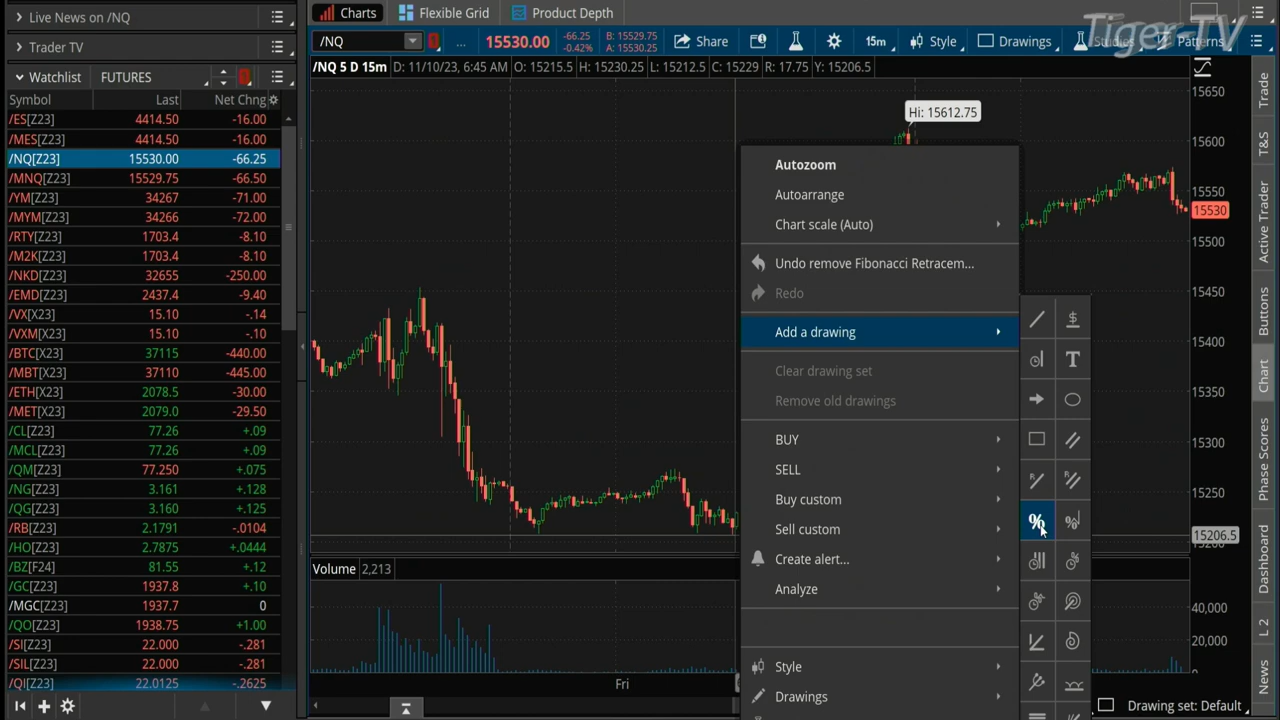 Live News on /NQ
Trader TV
Watchlist FUTURES
Symbol Last Net Chng
/ES[Z23] 4414.50 -16.00
/MES[Z23] 4414.50 -16.00
/NQ[Z23] 15530.00 -66.25
/MNQ[Z23] 15529.75 -66.50
/YM[Z23] 34267 -71.00
/MYM[Z23] 34266 -72.00
/RTY[Z23] 1703.4 -8.10
/M2K[Z23] 1703.4 -8.10
/NKD[Z23] 32655 -250.00
/EMD[Z23] 2437.4 -9.40
/VX[X23] 15.10 -.14
/VXM[X23] 15.10 -.10
/BTC[X23] 37115 -440.00
/MBT[X23] 37110 -445.00
/ETH[X23] 2078.5 -30.00
/MET[X23] 2079.0 -29.50
/CL[Z23] 77.26 +.09
/MCL[Z23] 77.26 +.09
/QM[Z23] 77.250 +.075
/NG[Z23] 3.161 +.128
/QG[Z23] 3.160 +.125
/RB[Z23] 2.1791 -.0104
/HO[Z23] 2.7875 +.0444
/BZ[F24] 81.55 +.12
/GC[Z23] 1937.8 +.10
/MGC[Z23] 1937.7 0
/QO[Z23] 1938.75 +1.00
/SI[Z23] 22.000 -.281
/SIL[Z23] 22.000 -.281
/QI[Z23] 22.0125 -.2625
Charts Flexible Grid Product Depth
Tiger-TV
/NQ ... 15530.00 -66.25 -0.42% B: 15529.75 A: 15530.25 Share 15m Style Drawings Studies Patterns
/NQ 5 D 15m D: 11/10/23, 6:45 AM O: 15215.5 H: 15230.25 L: 15212.5 C: 15229 R: 17.75 Y: 15206.5
Hi: 15612.75
Autozoom
Autoarrange
Chart scale (Auto)
Undo remove Fibonacci Retracem...
Redo
Add a drawing
Clear drawing set
Remove old drawings
BUY
SELL
Buy custom
Sell custom
Create alert...
Analyze
Style
Drawings
15650
15600
15550
15530
15500
15450
15400
15350
15300
15250
15206.5
Volume 2,213
40,000
20,000
Fri
Drawing set: Default
Trade
T&S
Active Trader
Buttons
Chart
Phase Scores
Dashboard
L 2
News